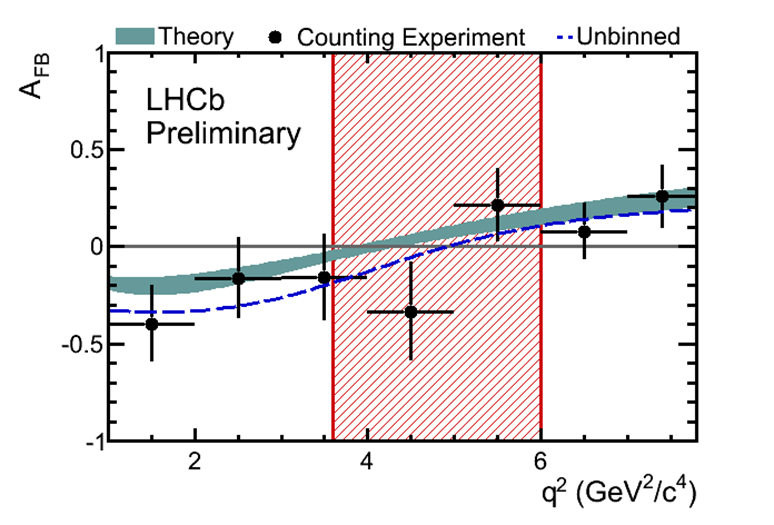 Theory Counting Experiment Unbinned
A_FB
LHCb
Preliminary
1
0.5
0
-0.5
-1
2 4 6
q² (GeV²/c⁴)